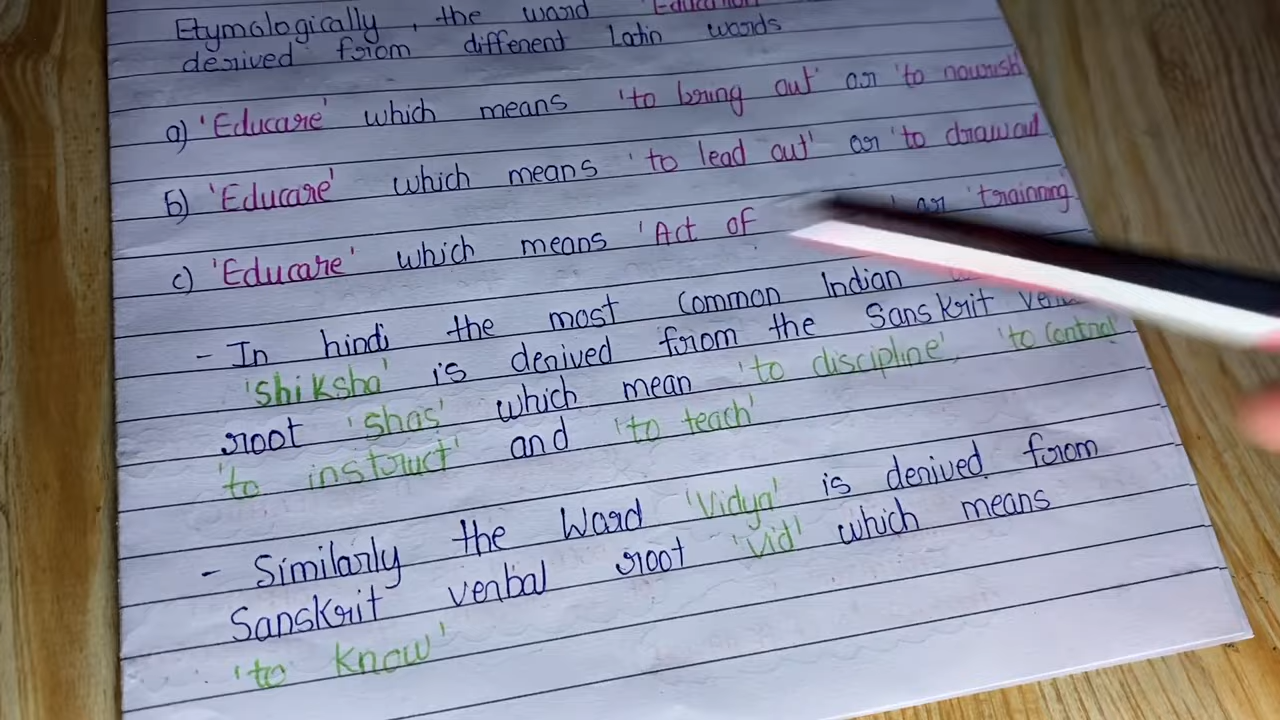 Etymologically, the word 'Education'
derived from different Latin words
a) 'Educare' which means 'to bring out' or 'to nourish'
b) 'Educare' which means 'to lead out' or 'to drawout
c) 'Educare' which means 'Act of ' or 'trainning'
- In hindi the most common Indian
'Shiksha' is derived from the Sanskrit
root 'shas' which mean 'to discipline', 'to control'
'to instruct' and 'to teach'
- Similarly the Word 'Vidya' is derived from
Sanskrit verbal root 'vid' which means
'to know'